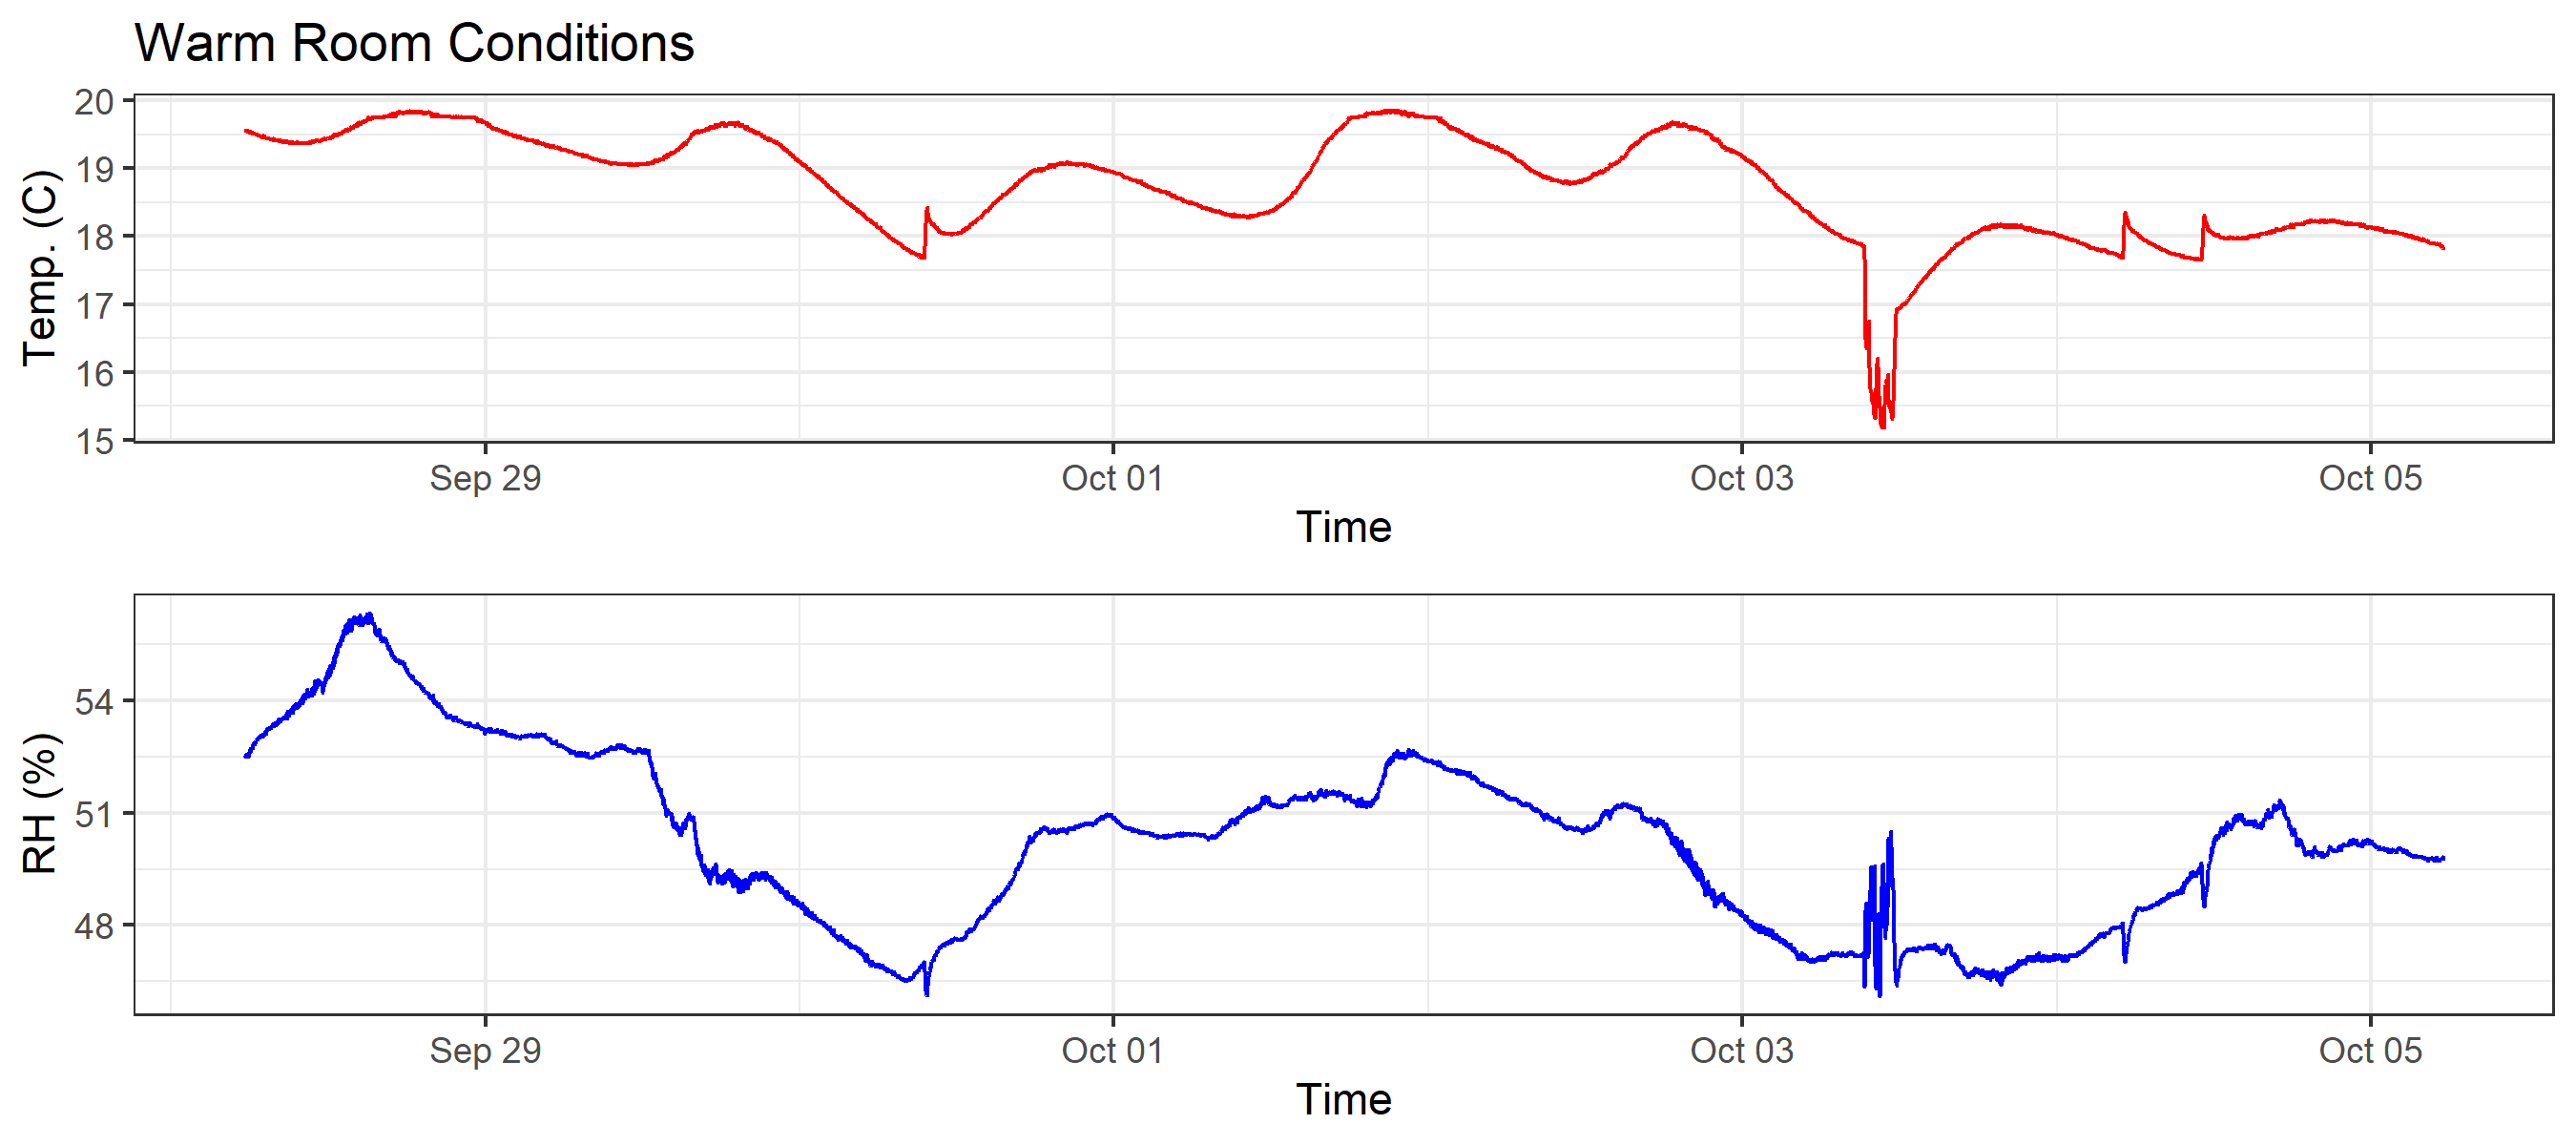 Warm Room Conditions
20
19
18
17
16
15
Temp. (C)
Sep 29 Oct 01 Oct 03 Oct 05
Time
54
51
48
RH (%)
Sep 29 Oct 01 Oct 03 Oct 05
Time